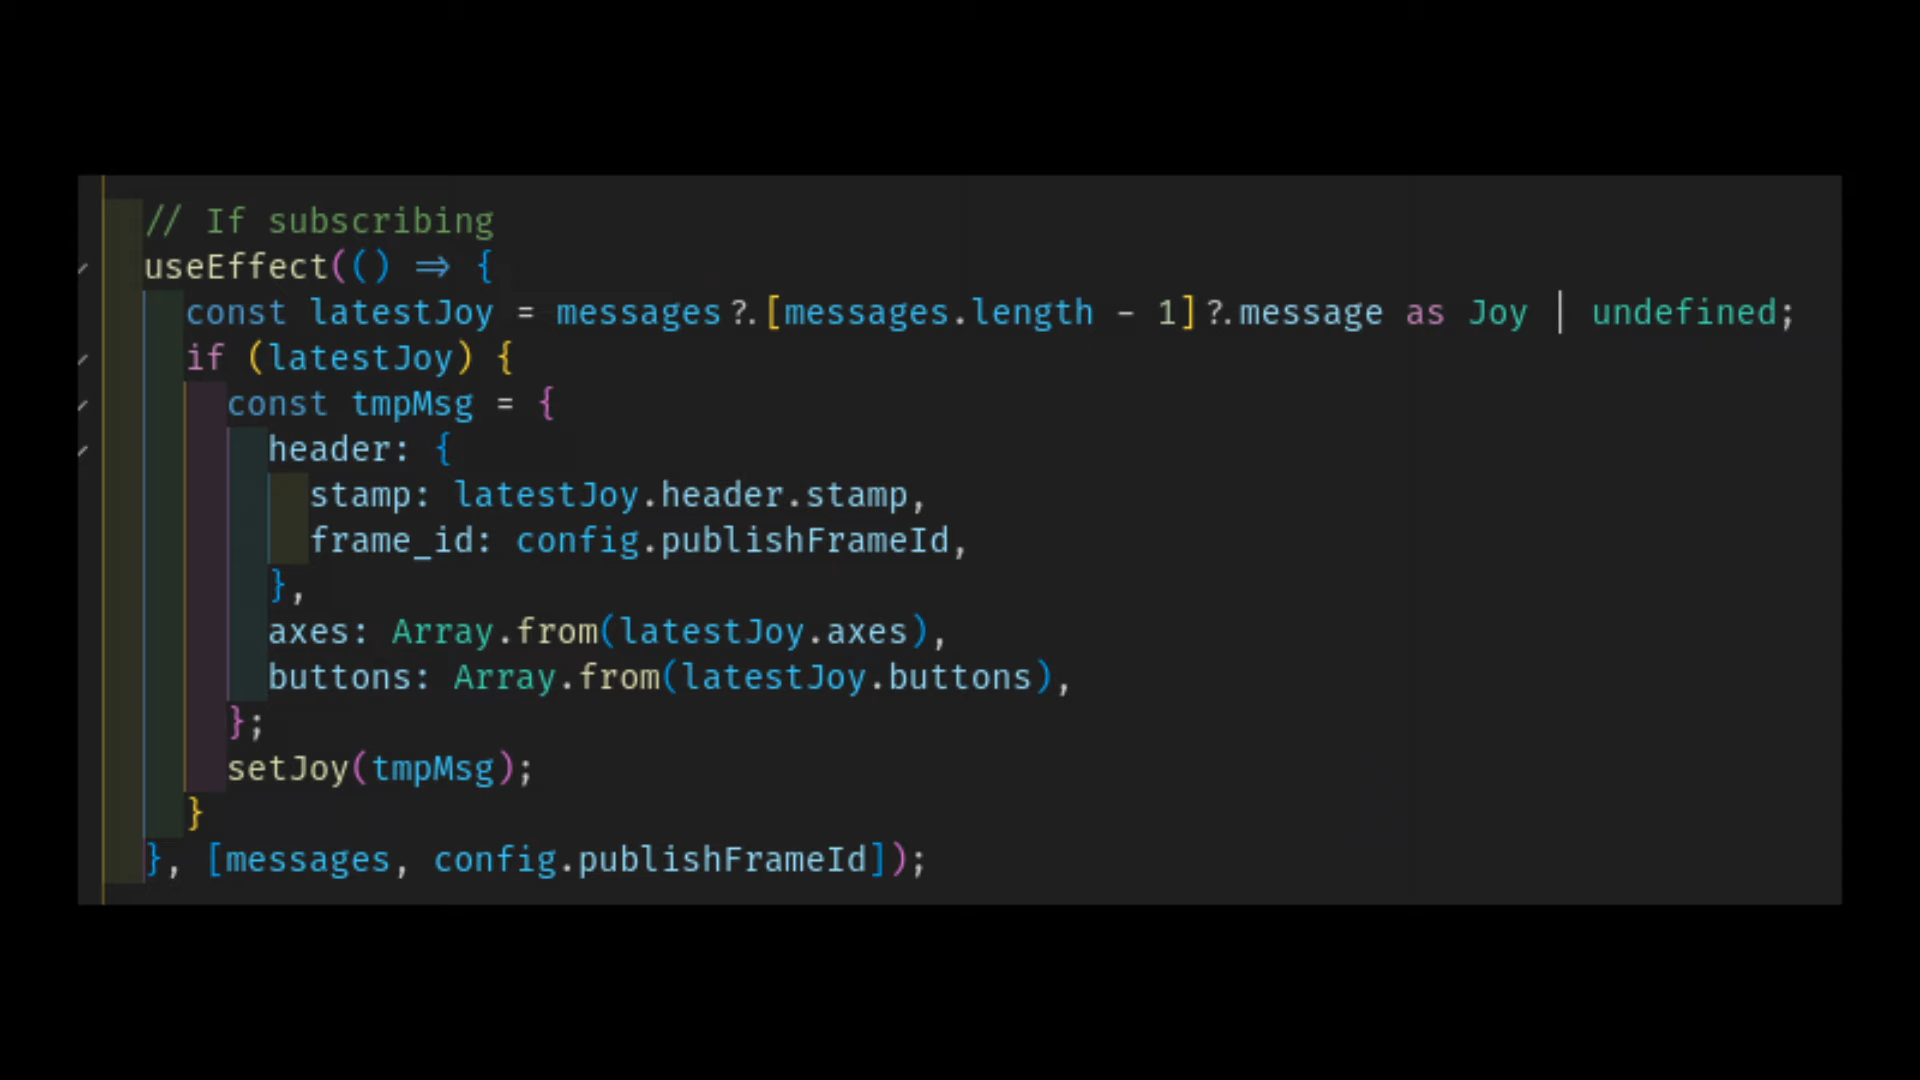 // If subscribing
useEffect(() => {
const latestJoy = messages?.[messages.length - 1]?.message as Joy | undefined;
if (latestJoy) {
const tmpMsg = {
header: {
stamp: latestJoy.header.stamp,
frame_id: config.publishFrameId,
},
axes: Array.from(latestJoy.axes),
buttons: Array.from(latestJoy.buttons),
};
setJoy(tmpMsg);
}
}, [messages, config.publishFrameId]);